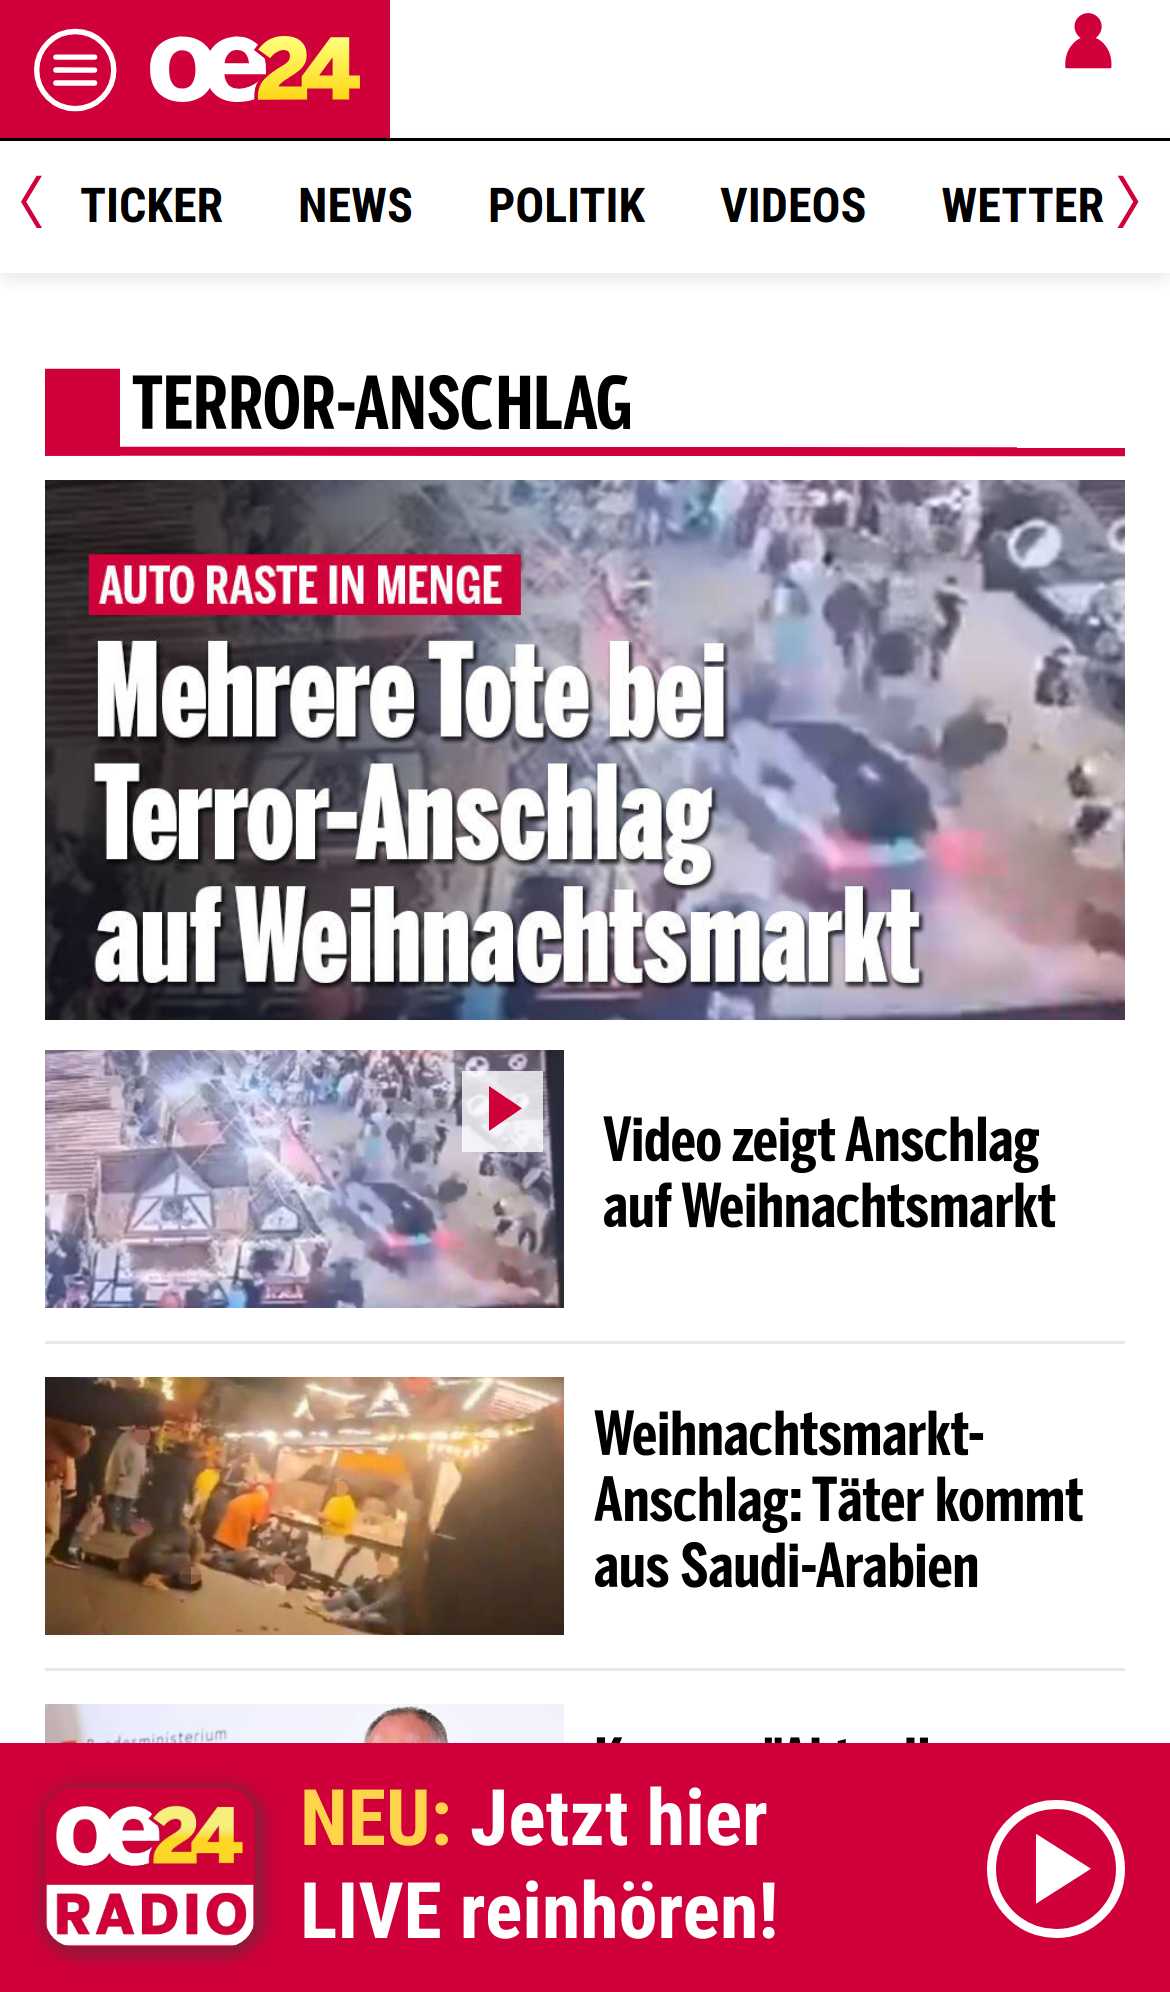 oe24
TICKER NEWS POLITIK VIDEOS WETTER
TERROR-ANSCHLAG
AUTO RASTE IN MENGE
Mehrere Tote bei
Terror-Anschlag
auf Weihnachtsmarkt
Video zeigt Anschlag
auf Weihnachtsmarkt
Weihnachtsmarkt-
Anschlag: Täter kommt
aus Saudi-Arabien
Bundesministerium
oe24
RADIO
NEU: Jetzt hier
LIVE reinhören!